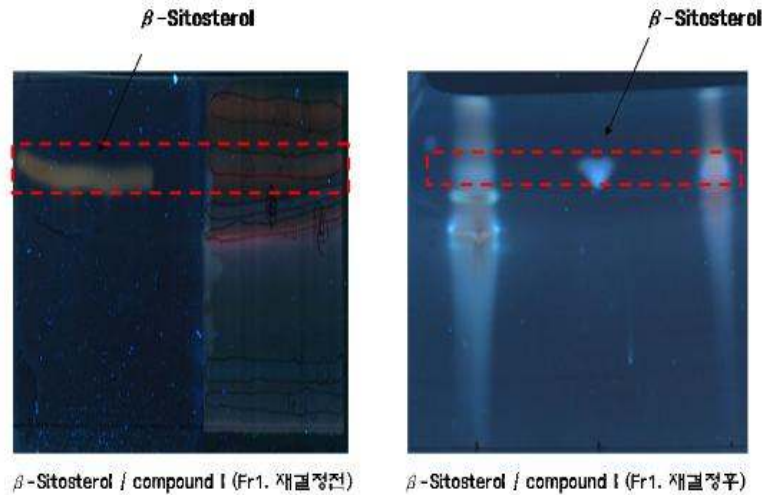 β-Sitosterol
β-Sitosterol
β-Sitosterol / compound I (Fr1. 재결정전)
β-Sitosterol / compound I (Fr1. 재결정후)